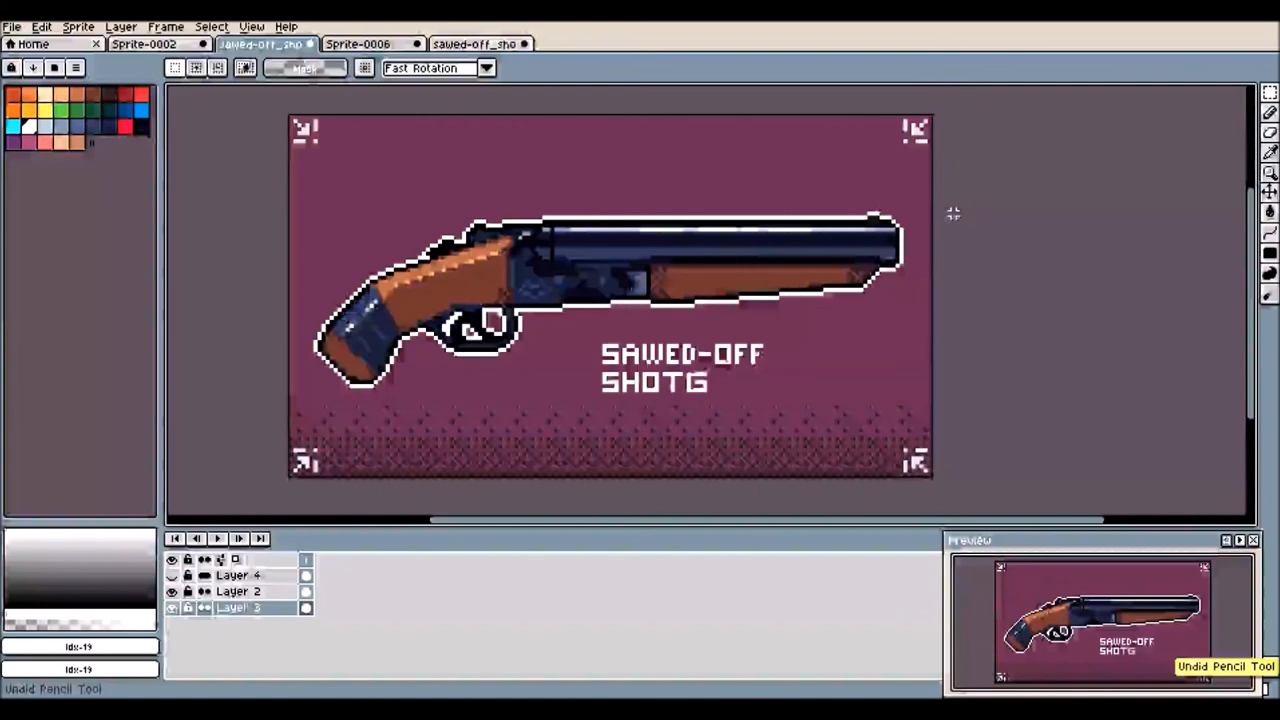 File Edit Sprite Layer Frame Select View Help
Home Sprite-0002 sawed-off_sho Sprite-0006 sawed-off_sho
Fast Rotation
SAWED-OFF
SHOTG
Layer 4
Layer 2
Layer 3
Preview
SAWED-OFF
SHOTG
Idx-19
Idx-19
Undid Pencil Tool
Undid Pencil Tool